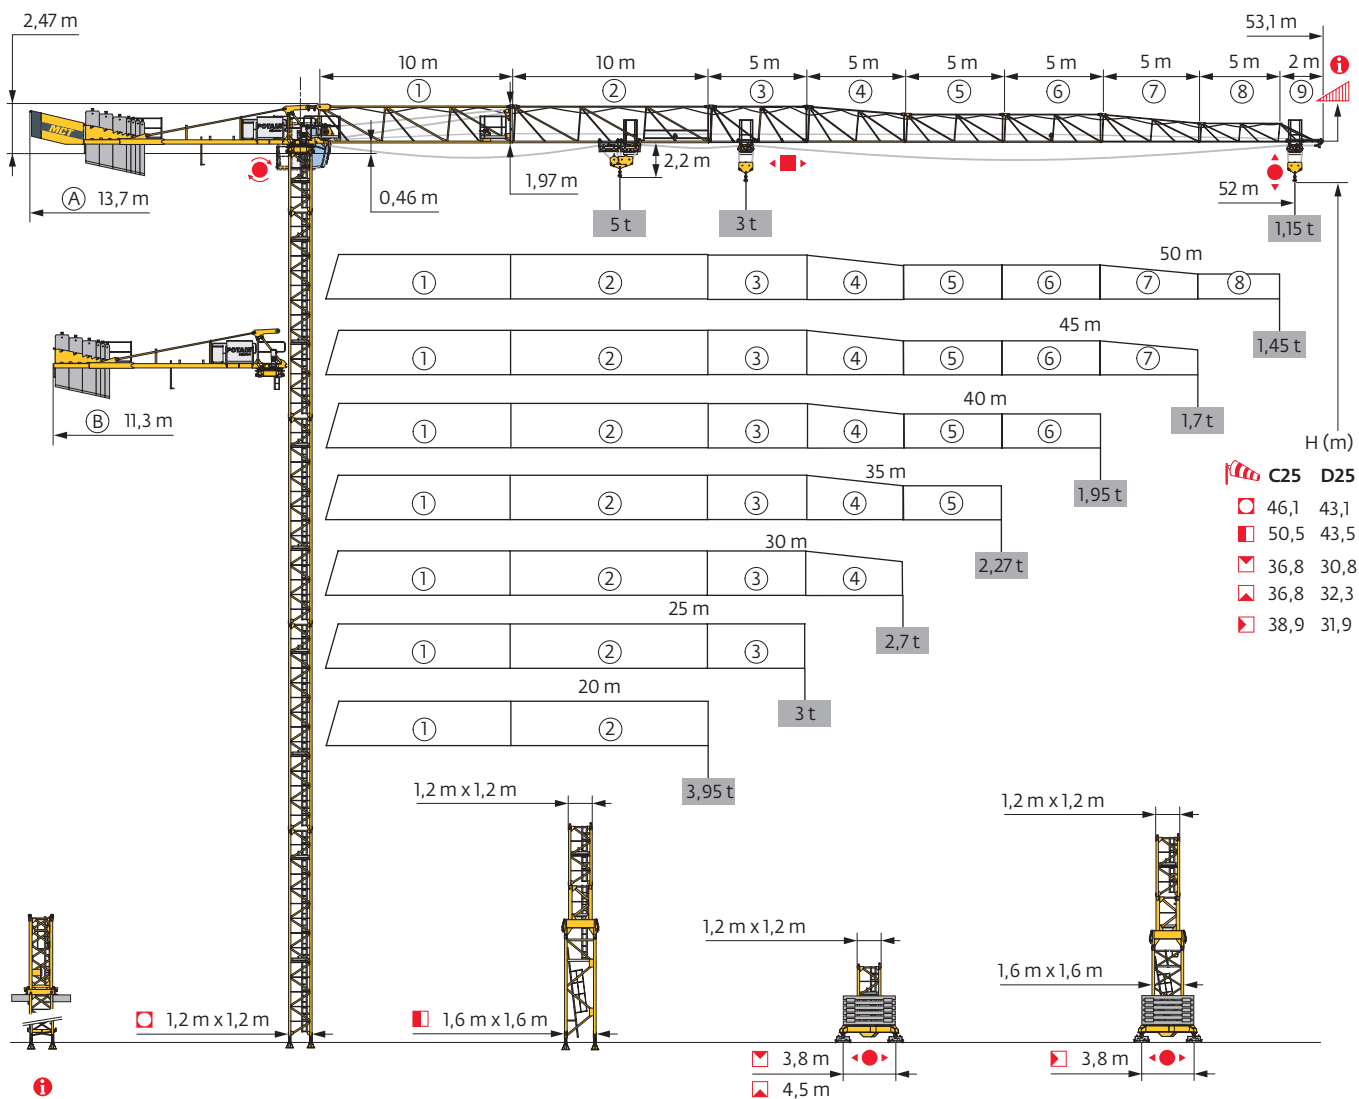 2,47 m
53,1 m
10 m 10 m 5 m 5 m 5 m 5 m 5 m 5 m 2 m i
1 2 3 4 5 6 7 8 9
MCT POTAIN
2,2 m
A 13,7 m
0,46 m
1,97 m
52 m
5 t 3 t 1,15 t
50 m
1 2 3 4 5 6 7 8
1,45 t
45 m
1 2 3 4 5 6 7
1,7 t
POTAIN
B 11,3 m
40 m
1 2 3 4 5 6
1,95 t
35 m
1 2 3 4 5
2,27 t
30 m
1 2 3 4
2,7 t
25 m
1 2 3
3 t
20 m
1 2
3,95 t
H (m)
C25 D25
46,1 43,1
50,5 43,5
36,8 30,8
36,8 32,3
38,9 31,9
1,2 m x 1,2 m
1,2 m x 1,2 m
1,2 m x 1,2 m
1,6 m x 1,6 m
1,2 m x 1,2 m
1,6 m x 1,6 m
3,8 m
4,5 m
3,8 m
i